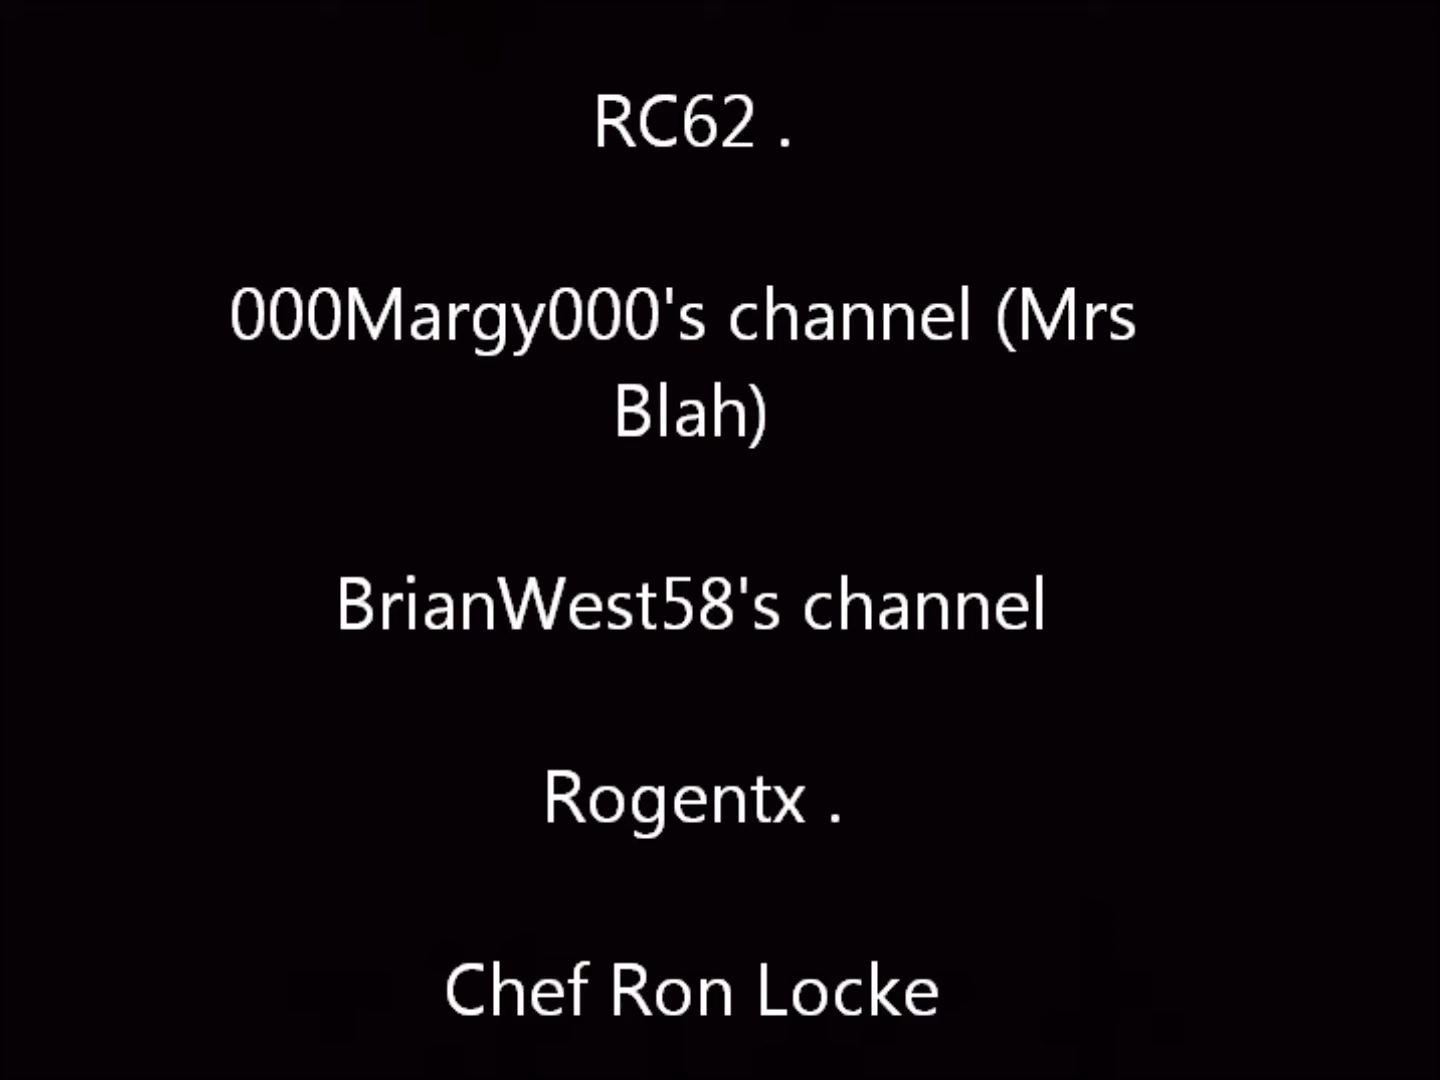 RC62 .
000Margy000's channel (Mrs
Blah)
BrianWest58's channel
Rogentx .
Chef Ron Locke